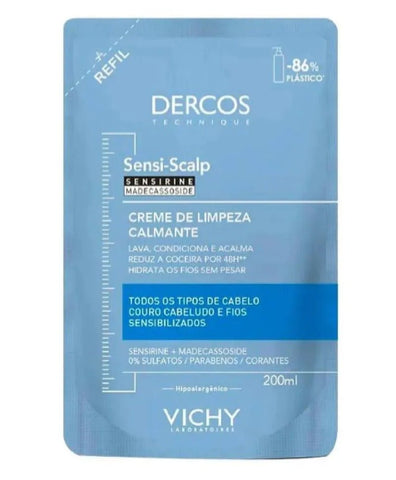 + REFIL
-86%
PLÁSTICO*
DERCOS
TECHNIQUE
Sensi-Scalp
SENSIRINE
MADECASSOSIDE
CREME DE LIMPEZA
CALMANTE
LAVA, CONDICIONA E ACALMA
REDUZ A COCEIRA POR 48H**
HIDRATA OS FIOS SEM PESAR
TODOS OS TIPOS DE CABELO
COURO CABELUDO E FIOS
SENSIBILIZADOS
SENSIRINE + MADECASSOSIDE
0% SULFATOS / PARABENOS / CORANTES
200ml
Hipoalergênico
VICHY
LABORATOIRES